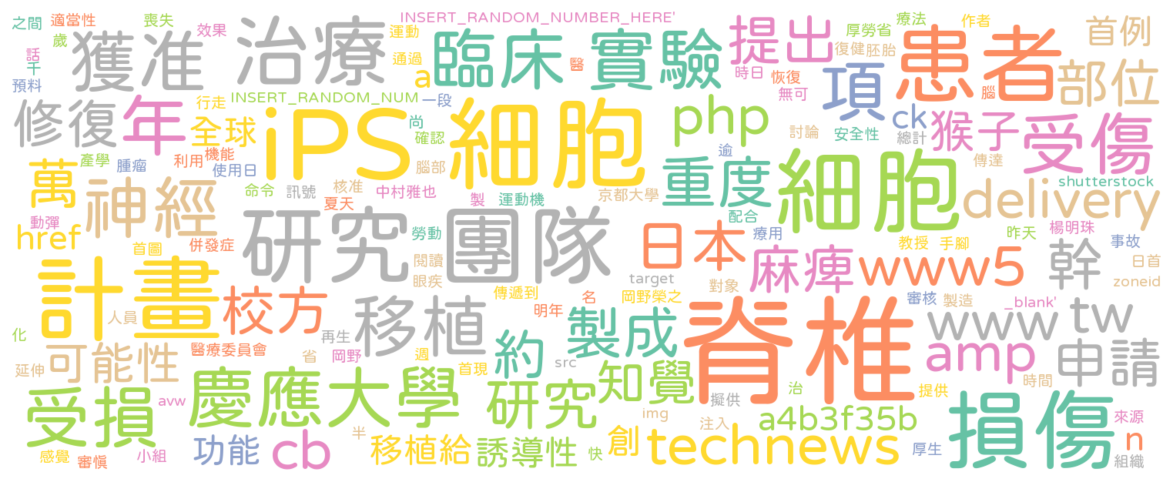 之間 適當性 喪失 療法 作者 INSERT_RANDOM_NUMBER_HERE'
話 歲 效果 運動 厚勞省 首例
千 獲准 治療 通過 臨床 實驗 提出 復健 胚胎 患者
預料 a 醫 時日 恢復 部位
行走 INSERT_RANDOM_NUM 一段 無可 項 腦
修復 年 全球 iPS 細胞 尚 php ck 猴子 受傷
確認 討論 安全性 總計
產學 腫瘤 利用 機能 使用日 腦部 逾 傳達
萬 神經 命令 訊號 核准 夏天 中村雅也 製 運動機 京都大學 重度 細胞 delivery shutterstock
動彈 研究 團隊 配合
href 首圖 併發症 勞動 閱讀 日本 療用 教授 手腳 昨天 楊明珠 事故
計畫 眼疾 target 麻痺 www5 幹 日首
人員 校方 移植 傳遞到 名 岡野榮之 對象 審核 製造 _blank' zoneid
化 再生 明年 約 製成 脊椎 www tw
可能性 醫療委員會 省 岡野 週 首現 src amp 申請
延伸 受損 慶應大學 研究 知覺 治 擬供 提供 時間
avw img 注入 a4b3f35b 來源
感覺 審慎 小組 功能 cb 半 移植給 誘導性 快 創 technews 厚生 損傷 n 組織